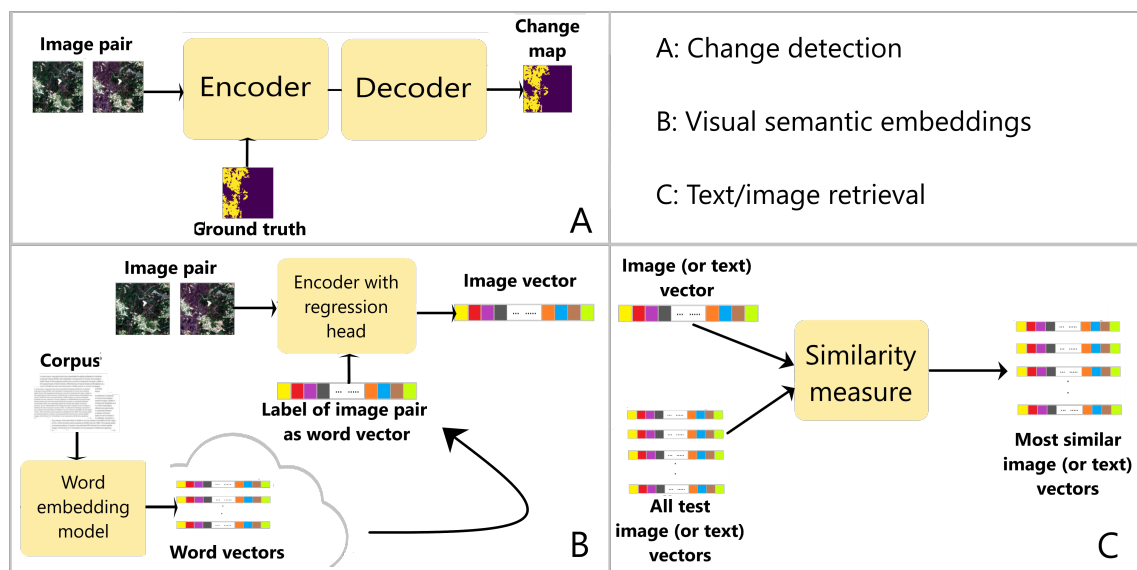 Image pair
Encoder
Decoder
Change
map
Ground truth
A
A: Change detection
B: Visual semantic embeddings
C: Text/image retrieval
Image pair
Encoder with
regression
head
Image vector
... .....
Corpus
... .....
Label of image pair
as word vector
Word
embedding
model
... .....
... .....
... .....
Word vectors
B
Image (or text)
vector
... .....
Similarity
measure
... .....
... .....
... .....
... .....
All test
image (or text)
vectors
... .....
... .....
... .....
... .....
Most similar
image (or text)
vectors
C